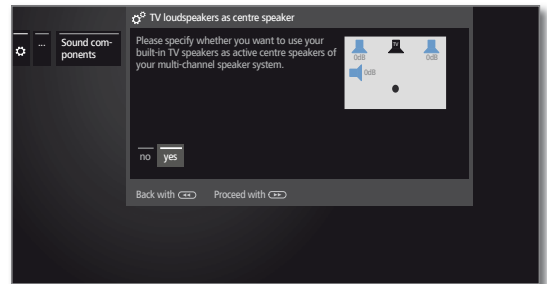 TV loudspeakers as centre speaker
... Sound com-
ponents
Please specify whether you want to use your
built-in TV speakers as active centre speakers of
your multi-channel speaker system.
TV
0dB 0dB
0dB
no yes
Back with Proceed with